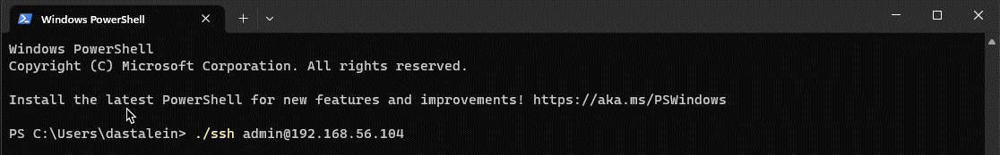 Windows PowerShell
Windows PowerShell
Copyright (C) Microsoft Corporation. All rights reserved.
Install the latest PowerShell for new features and improvements! https://aka.ms/PSWindows
PS C:\Users\dastalein> ./ssh admin@192.168.56.104